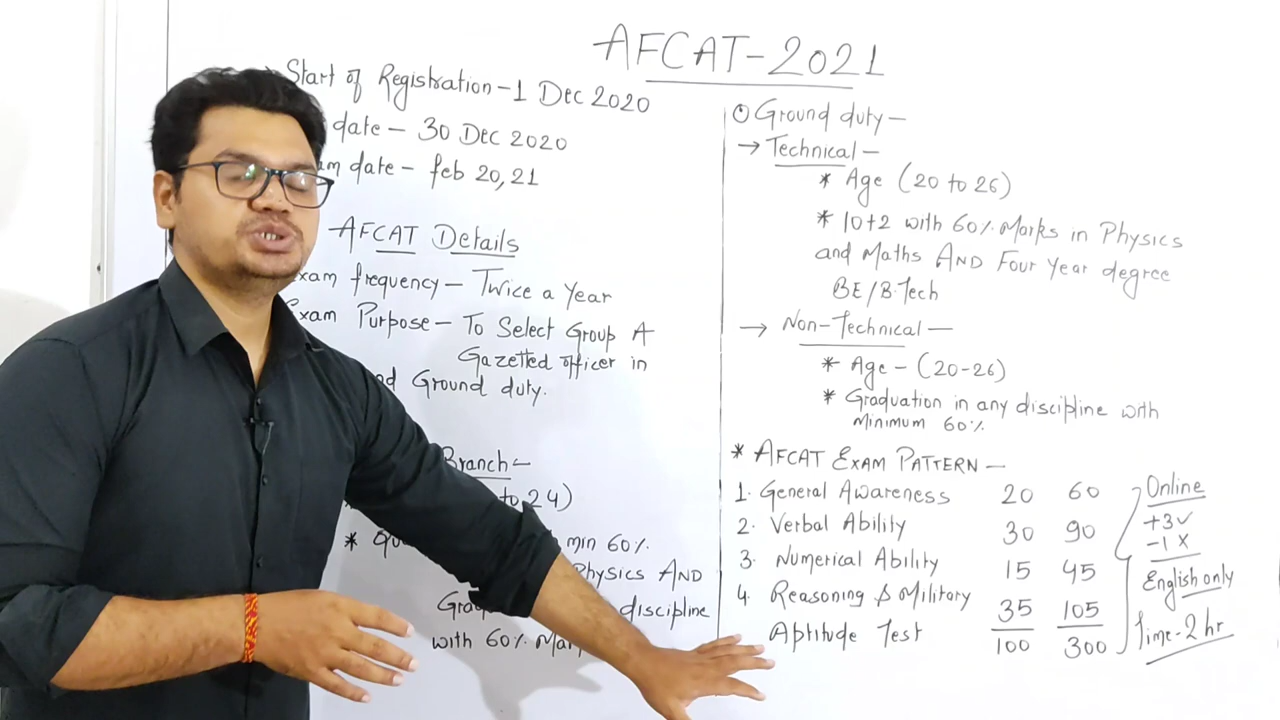 AFCAT-2021
Start of Registration - 1 Dec 2020
date - 30 Dec 2020
am date - feb 20,21
AFCAT Details
Exam frequency - Twice a Year
Exam Purpose - To Select Group A
Gazetted officer in
nd Ground duty.
Branch -
to 24)
* min 60%.
Physics AND
discipline
with 60%
Ground duty -
→ Technical -
* Age (20 to 26)
* 10+2 with 60% Marks in Physics
and Maths AND Four Year degree
BE/B.Tech
→ Non-Technical -
* Age - (20-26)
* Graduation in any discipline with
Minimum 60%
* AFCAT EXAM PATTERN -
1. General Awareness 20 60
2. Verbal Ability 30 90
3. Numerical Ability 15 45
4. Reasoning & Military 35 105
Aptitude Test 100 300
Online
+3✓
-1 X
English only
Time - 2 hr